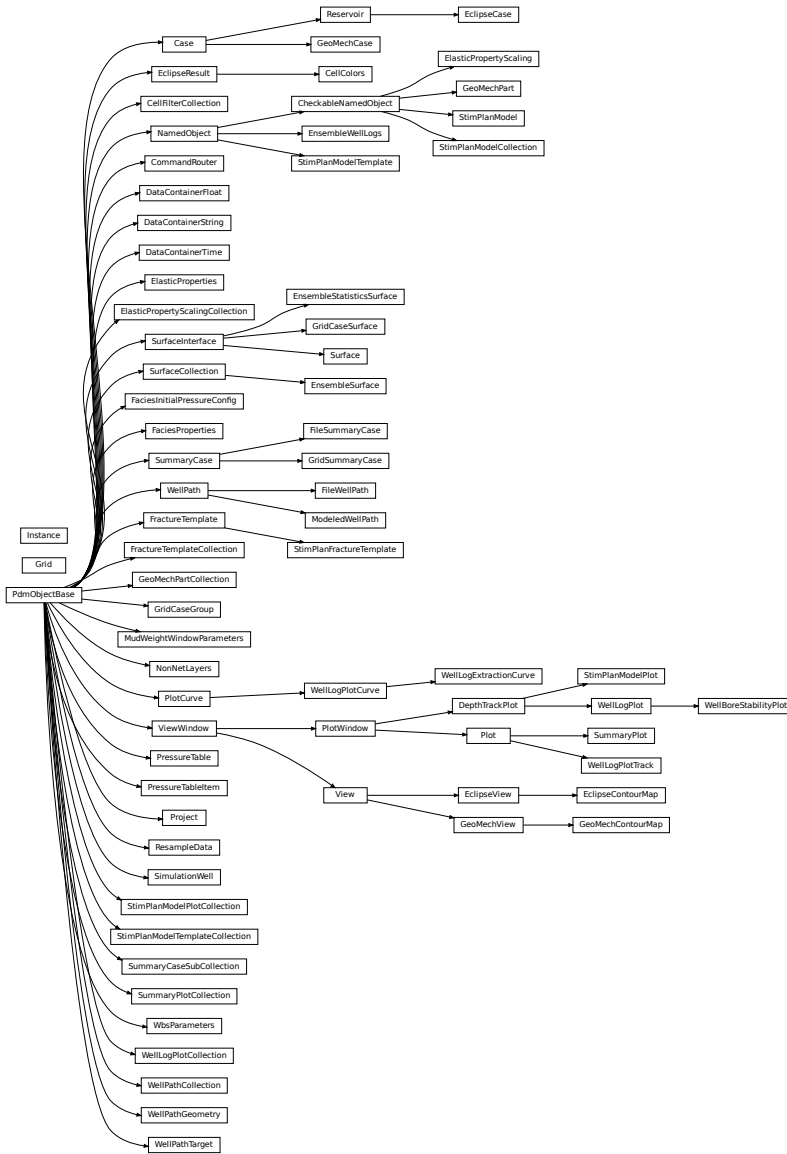 Reservoir
EclipseCase
Case
GeoMechCase
ElasticPropertyScaling
EclipseResult
CellColors
GeoMechPart
CellFilterCollection
CheckableNamedObject
StimPlanModel
NamedObject
EnsembleWellLogs
StimPlanModelCollection
CommandRouter
StimPlanModelTemplate
DataContainerFloat
DataContainerString
DataContainerTime
ElasticProperties
EnsembleStatisticsSurface
ElasticPropertyScalingCollection
GridCaseSurface
SurfaceInterface
Surface
SurfaceCollection
EnsembleSurface
FaciesInitialPressureConfig
FaciesProperties
FileSummaryCase
SummaryCase
GridSummaryCase
WellPath
FileWellPath
FractureTemplate
ModeledWellPath
Instance
FractureTemplateCollection
StimPlanFractureTemplate
Grid
GeoMechPartCollection
PdmObjectBase
GridCaseGroup
MudWeightWindowParameters
NonNetLayers
WellLogExtractionCurve
StimPlanModelPlot
PlotCurve
WellLogPlotCurve
DepthTrackPlot
WellLogPlot
WellBoreStabilityPlot
ViewWindow
PlotWindow
Plot
SummaryPlot
PressureTable
WellLogPlotTrack
PressureTableItem
View
EclipseView
EclipseContourMap
Project
GeoMechView
GeoMechContourMap
ResampleData
SimulationWell
StimPlanModelPlotCollection
StimPlanModelTemplateCollection
SummaryCaseSubCollection
SummaryPlotCollection
WbsParameters
WellLogPlotCollection
WellPathCollection
WellPathGeometry
WellPathTarget